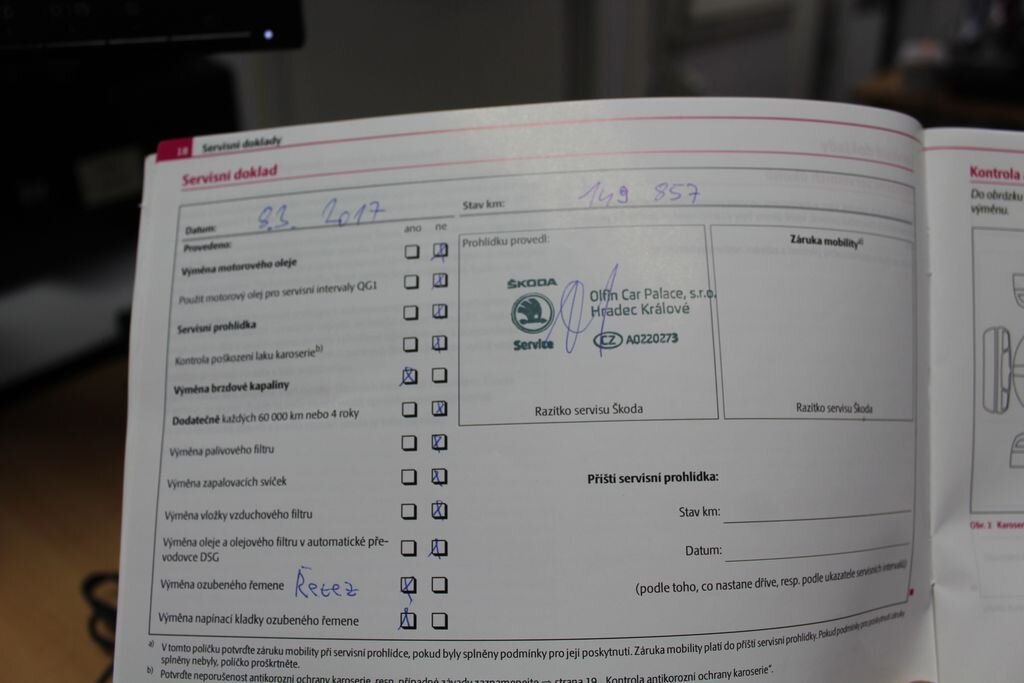 18 Servisní doklady
Servisní doklad
Datum: 8.3. 2017
Stav km: 149 857
Provedeno: ano ne
Výměna motorového oleje
Použit motorový olej pro servisní intervaly QG1
Servisní prohlídka
Kontrola poškození laku karoserie b)
Výměna brzdové kapaliny
Dodatečně každých 60 000 km nebo 4 roky
Výměna palivového filtru
Výměna zapalovacích svíček
Výměna vložky vzduchového filtru
Výměna oleje a olejového filtru v automatické pře-
vodovce DSG
Výměna ozubeného řemene Řetez
Výměna napínací kladky ozubeného řemene
Prohlídku provedl:
ŠKODA
Service
Olfin Car Palace, s.r.o.
Hradec Králové
CZ A0220273
Razítko servisu Škoda
Záruka mobility a)
Razítko servisu Škoda
Příští servisní prohlídka:
Stav km:
Datum:
(podle toho, co nastane dříve, resp. podle ukazatele servisních intervalů)
a) V tomto políčku potvrďte záruku mobility při servisní prohlídce, pokud byly splněny podmínky pro její poskytnutí. Záruka mobility platí do příští servisní prohlídky. Pokud podmínky pro poskytnutí záruky
splněny nebyly, políčko proškrtněte.
b) Potvrďte neporušenost antikorozní ochrany karoserie, resp. případné závady zaznamenejte ⇒ strana 19, „Kontrola antikorozní ochrany karoserie".
Kontrola
Do obrázku
výměnu.
Obr. 1 Karoser